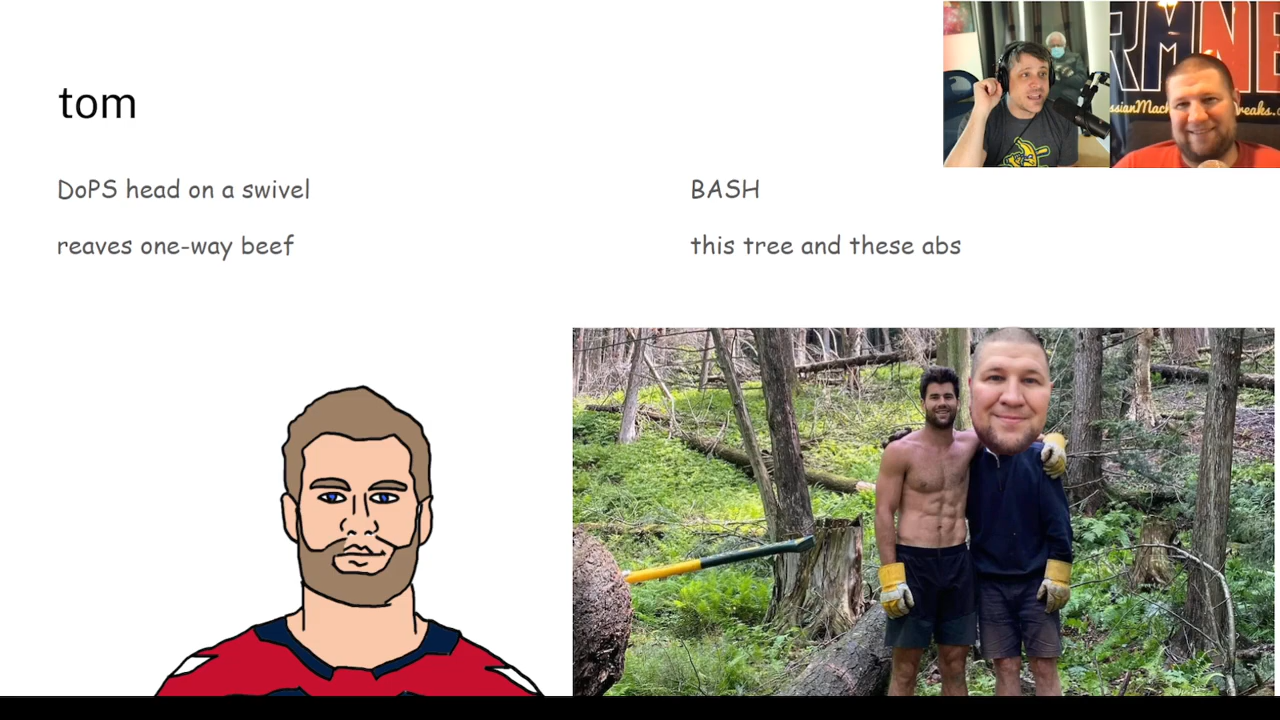 tom
DoPS head on a swivel
reaves one-way beef
BASH
this tree and these abs